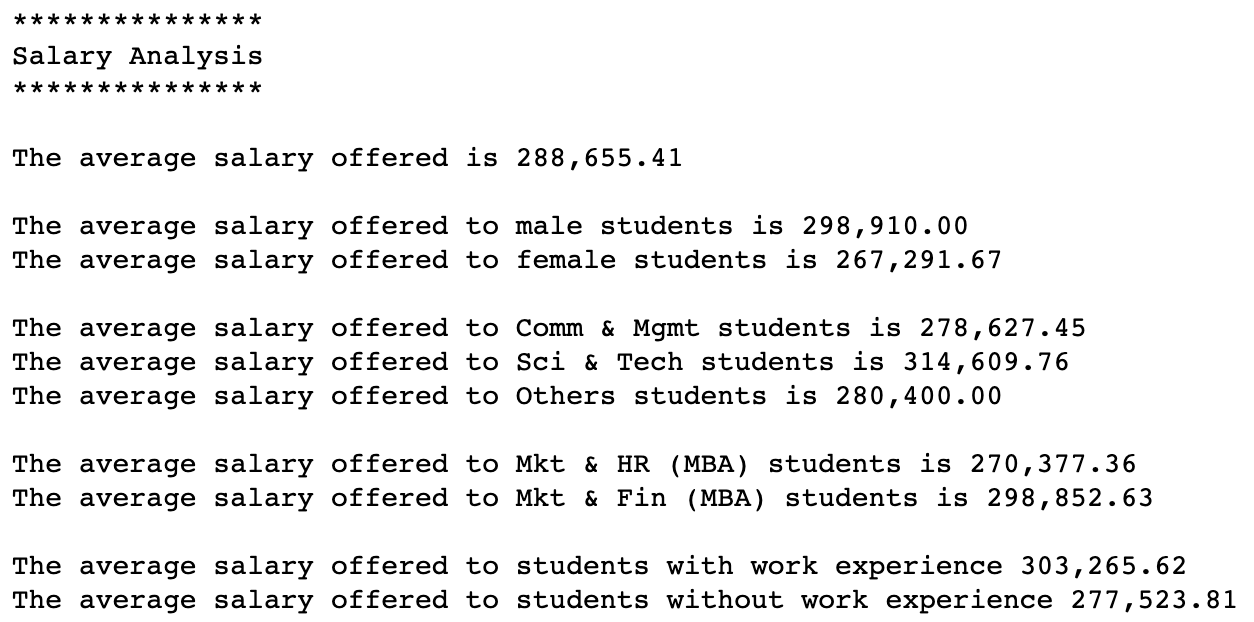 ***************
Salary Analysis
***************
The average salary offered is 288,655.41
The average salary offered to male students is 298,910.00
The average salary offered to female students is 267,291.67
The average salary offered to Comm & Mgmt students is 278,627.45
The average salary offered to Sci & Tech students is 314,609.76
The average salary offered to Others students is 280,400.00
The average salary offered to Mkt & HR (MBA) students is 270,377.36
The average salary offered to Mkt & Fin (MBA) students is 298,852.63
The average salary offered to students with work experience 303,265.62
The average salary offered to students without work experience 277,523.81